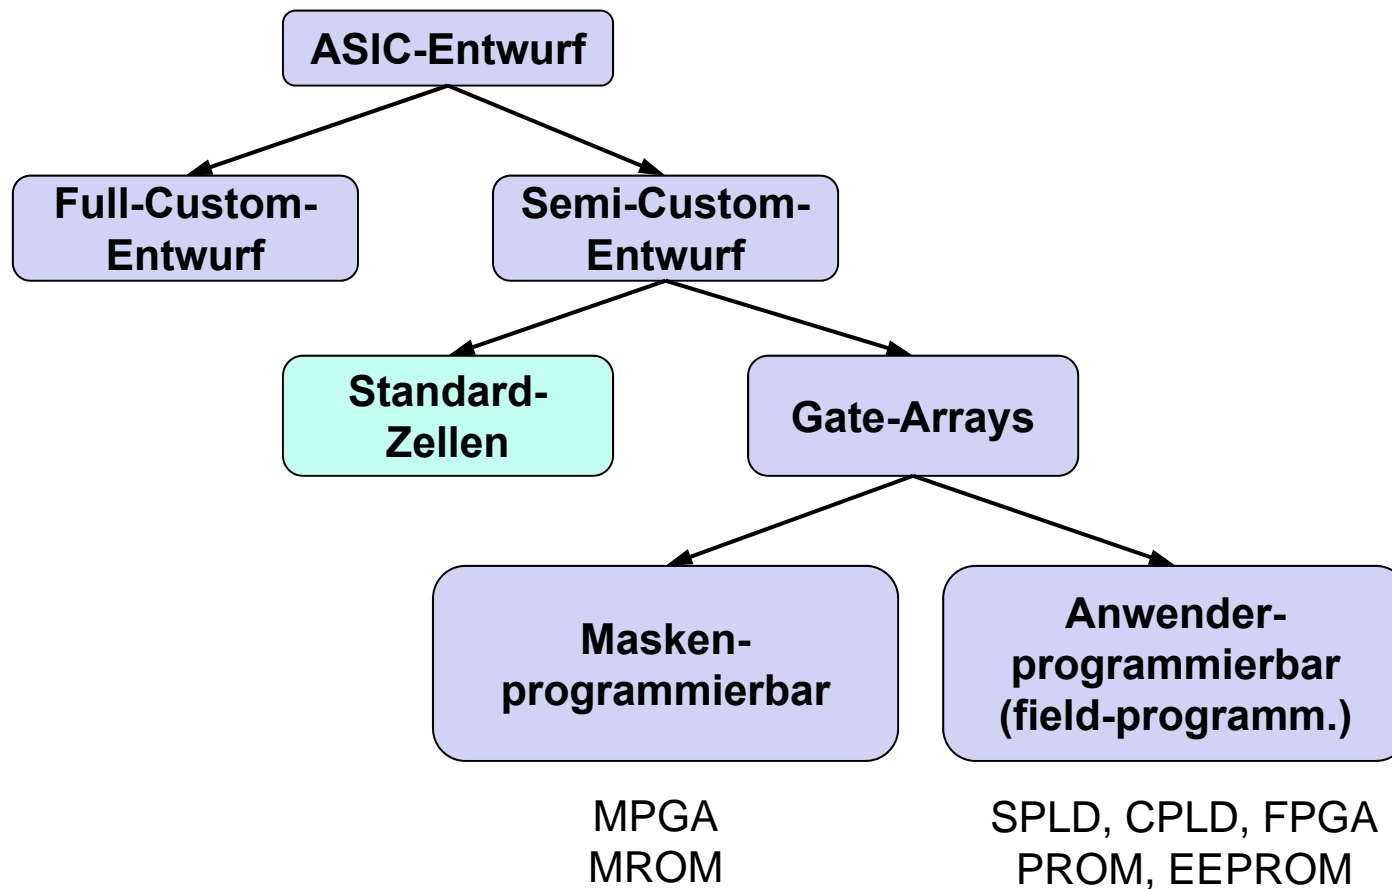 ASIC-Entwurf
Full-Custom-
Entwurf
Semi-Custom-
Entwurf
Standard-
Zellen
Gate-Arrays
Masken-
programmierbar
Anwender-
programmierbar
(field-programm.)
MPGA
MROM
SPLD, CPLD, FPGA
PROM, EEPROM